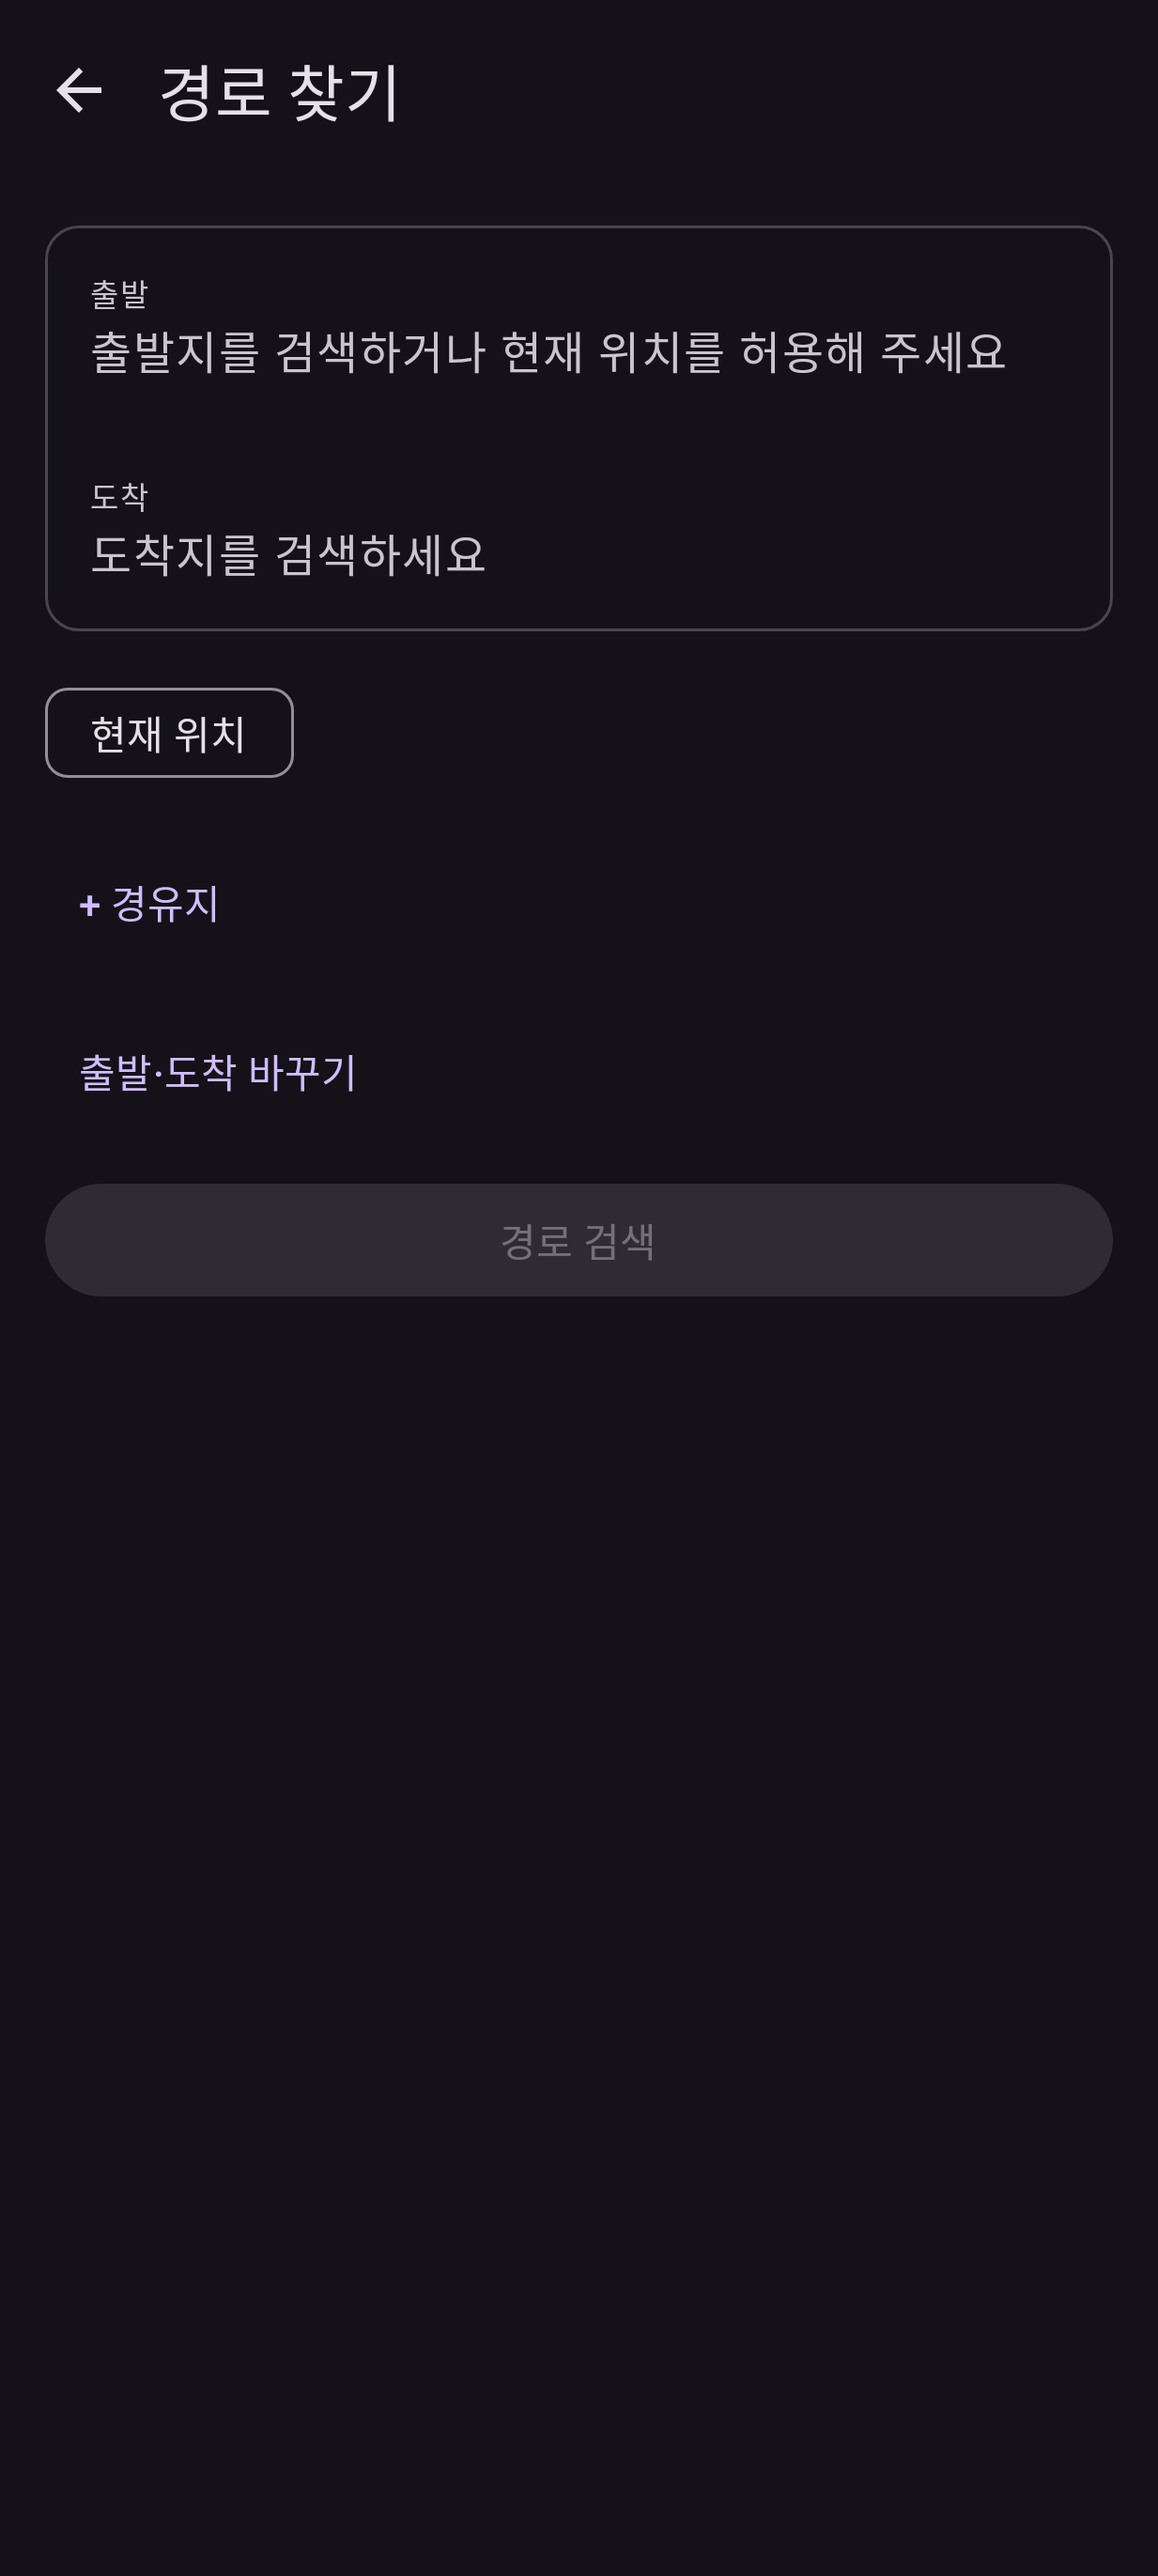 경로 찾기
출발
출발지를 검색하거나 현재 위치를 허용해 주세요
도착
도착지를 검색하세요
현재 위치
+ 경유지
출발·도착 바꾸기
경로 검색